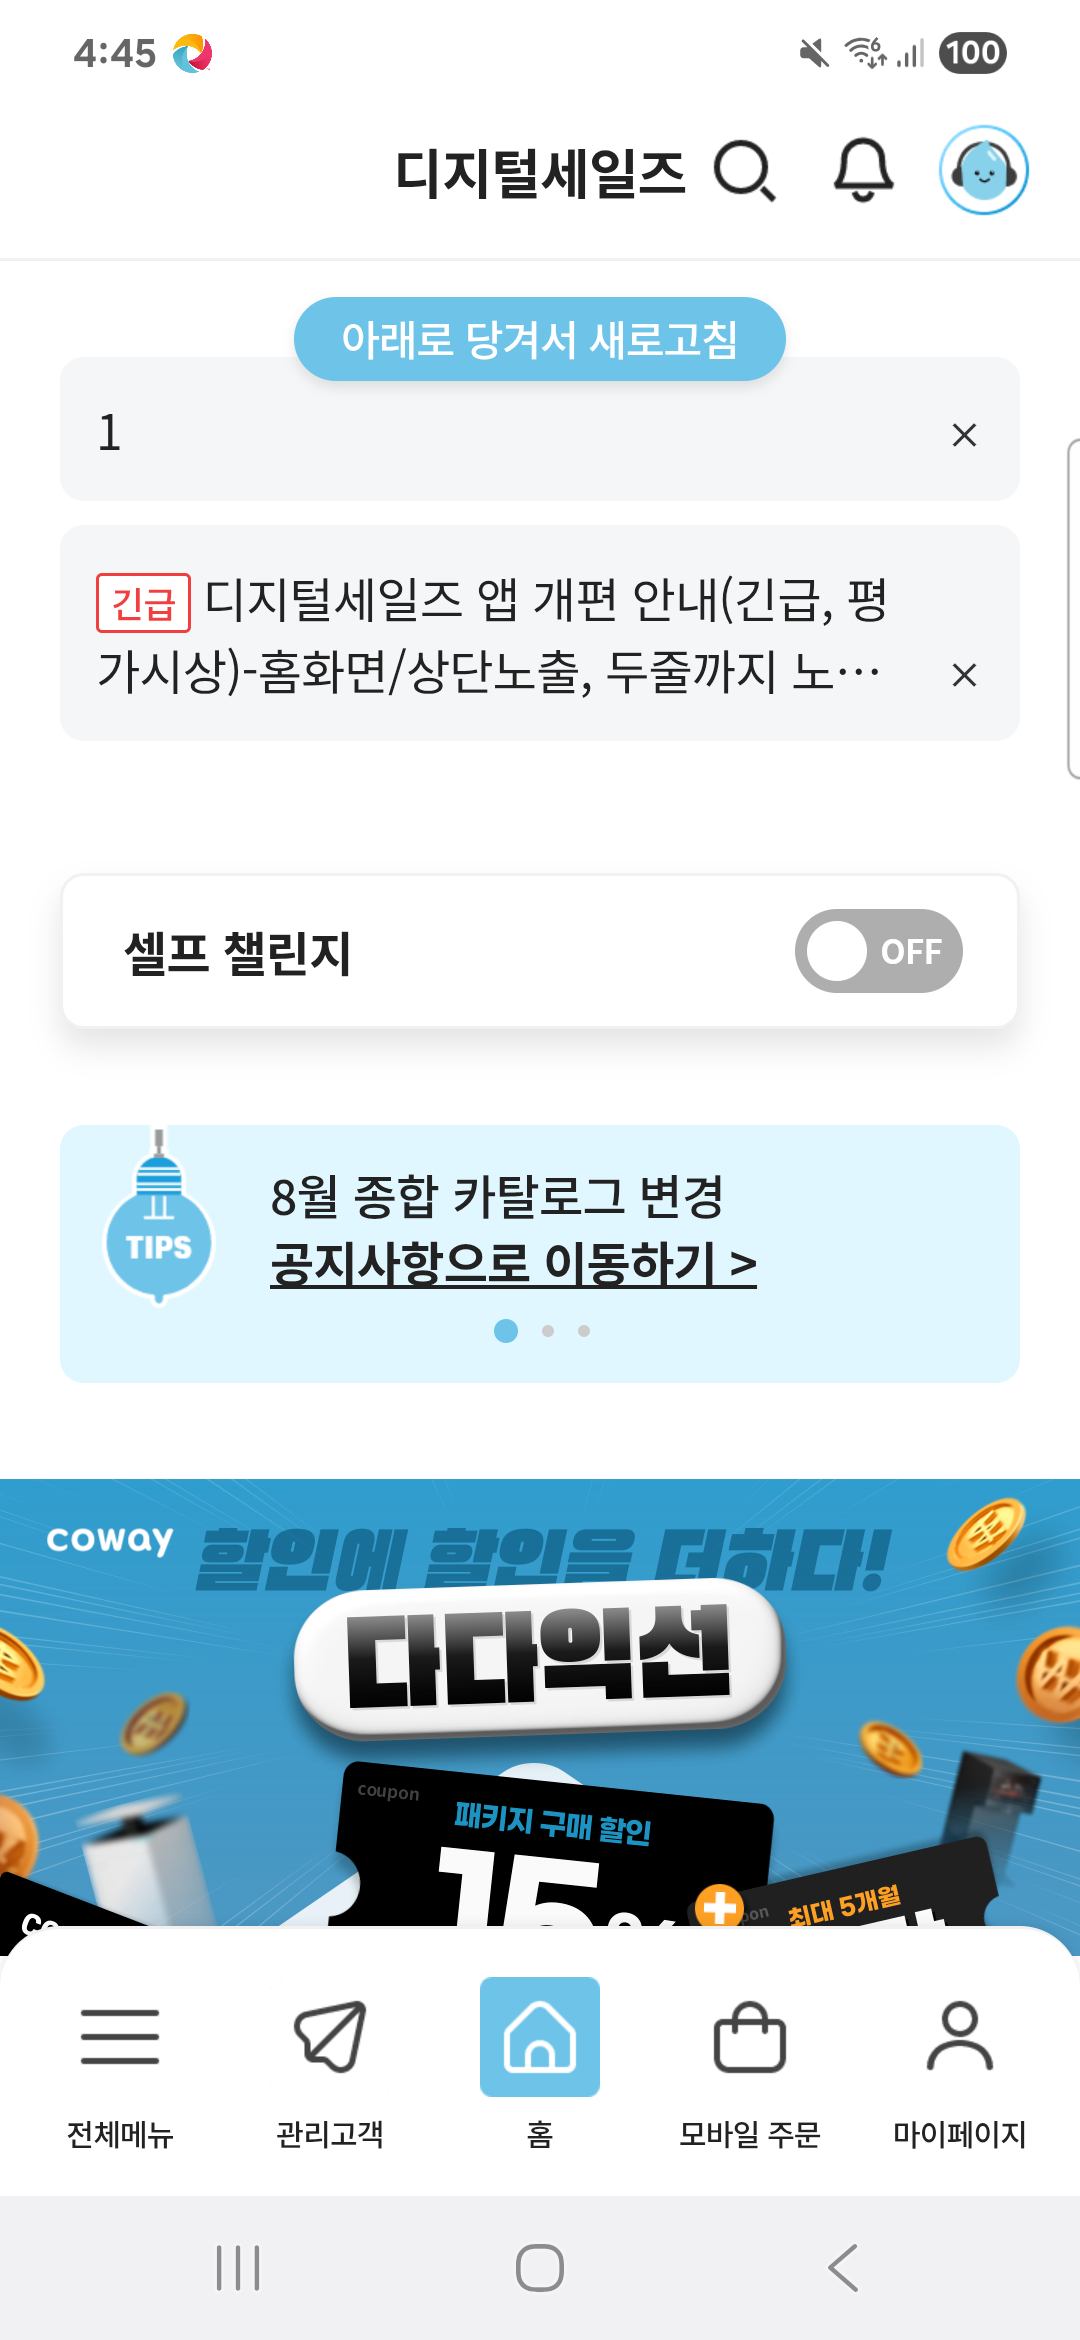 4:45
6
100
디지털세일즈
아래로 당겨서 새로고침
1
긴급 디지털세일즈 앱 개편 안내(긴급, 평
가시상)-홈화면/상단노출, 두줄까지 노…
셀프 챌린지
OFF
TIPS
8월 종합 카탈로그 변경
공지사항으로 이동하기 >
coway
할인에 할인을 더하다!
다다익선
coupon
패키지 구매 할인
15%
pon
최대 5개월
co
전체메뉴
관리고객
홈
모바일 주문
마이페이지